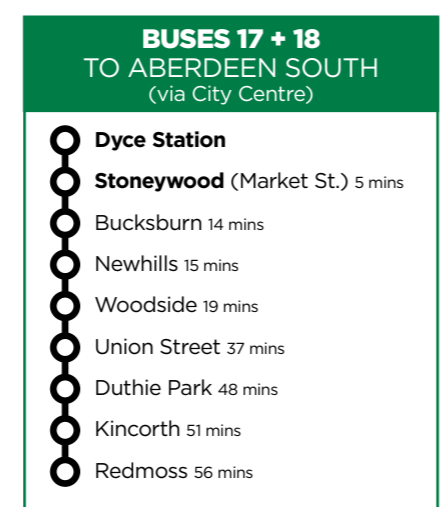 BUSES 17 + 18
TO ABERDEEN SOUTH
(via City Centre)
Dyce Station
Stoneywood (Market St.) 5 mins
Bucksburn 14 mins
Newhills 15 mins
Woodside 19 mins
Union Street 37 mins
Duthie Park 48 mins
Kincorth 51 mins
Redmoss 56 mins